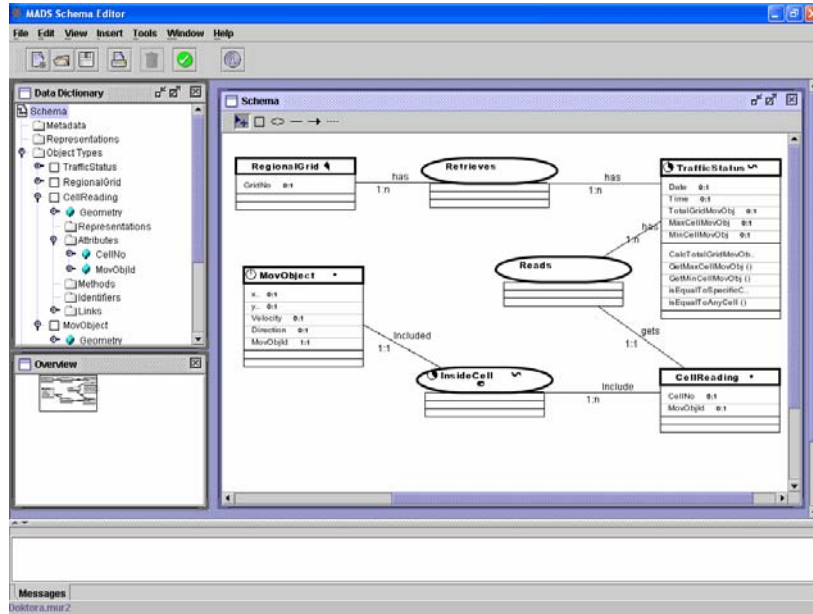 MADS Schema Editor
File Edit View Insert Tools Window Help
Data Dictionary
Schema
Metadata
Representations
Object Types
TrafficStatus
RegionalGrid
CellReading
Geometry
Representations
Attributes
CellNo
MovObjId
Methods
Identifiers
Links
MovObject
Geometry
Overview
Schema
RegionalGrid
GridNo 0:1
has
1:n
Retrieves
has
1:n
TrafficStatus
Date 0:1
Time 0:1
TotalGridMovObj 0:1
MaxCellMovObj 0:1
MinCellMovObj 0:1
CalcTotalGridMovOb..
GetMaxCellMovObj ()
GetMinCellMovObj ()
isEqualToSpecificC..
isEqualToAnyCell ()
has
1:n
Reads
MovObject
x.. 0:1
y.. 0:1
Velocity 0:1
Direction 0:1
MovObjId 1:1
Included
1:1
gets
1:1
InsideCell
Include
1:n
CellReading
CellNo 0:1
MovObjId 0:1
Messages
Doktora.mur2